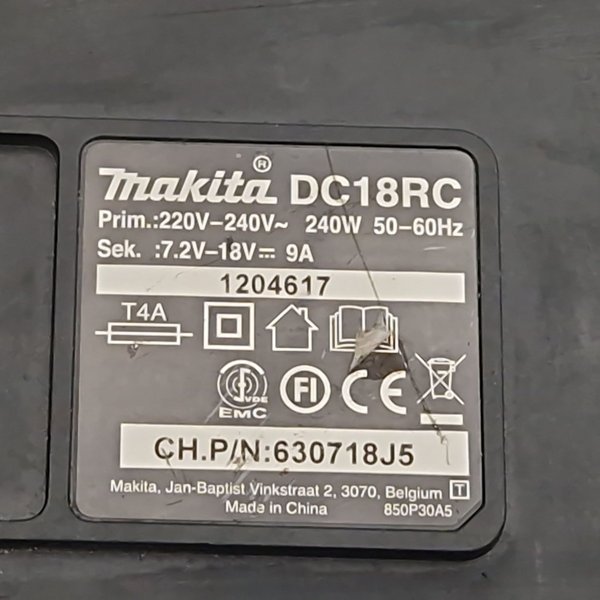 makita® DC18RC
Prim.:220V–240V~ 240W 50–60Hz
Sek. :7.2V–18V⎓ 9A
1204617
T4A
VDE
EMC
FI CE
CH.P/N:630718J5
Makita, Jan-Baptist Vinkstraat 2, 3070, Belgium T
Made in China 850P30A5